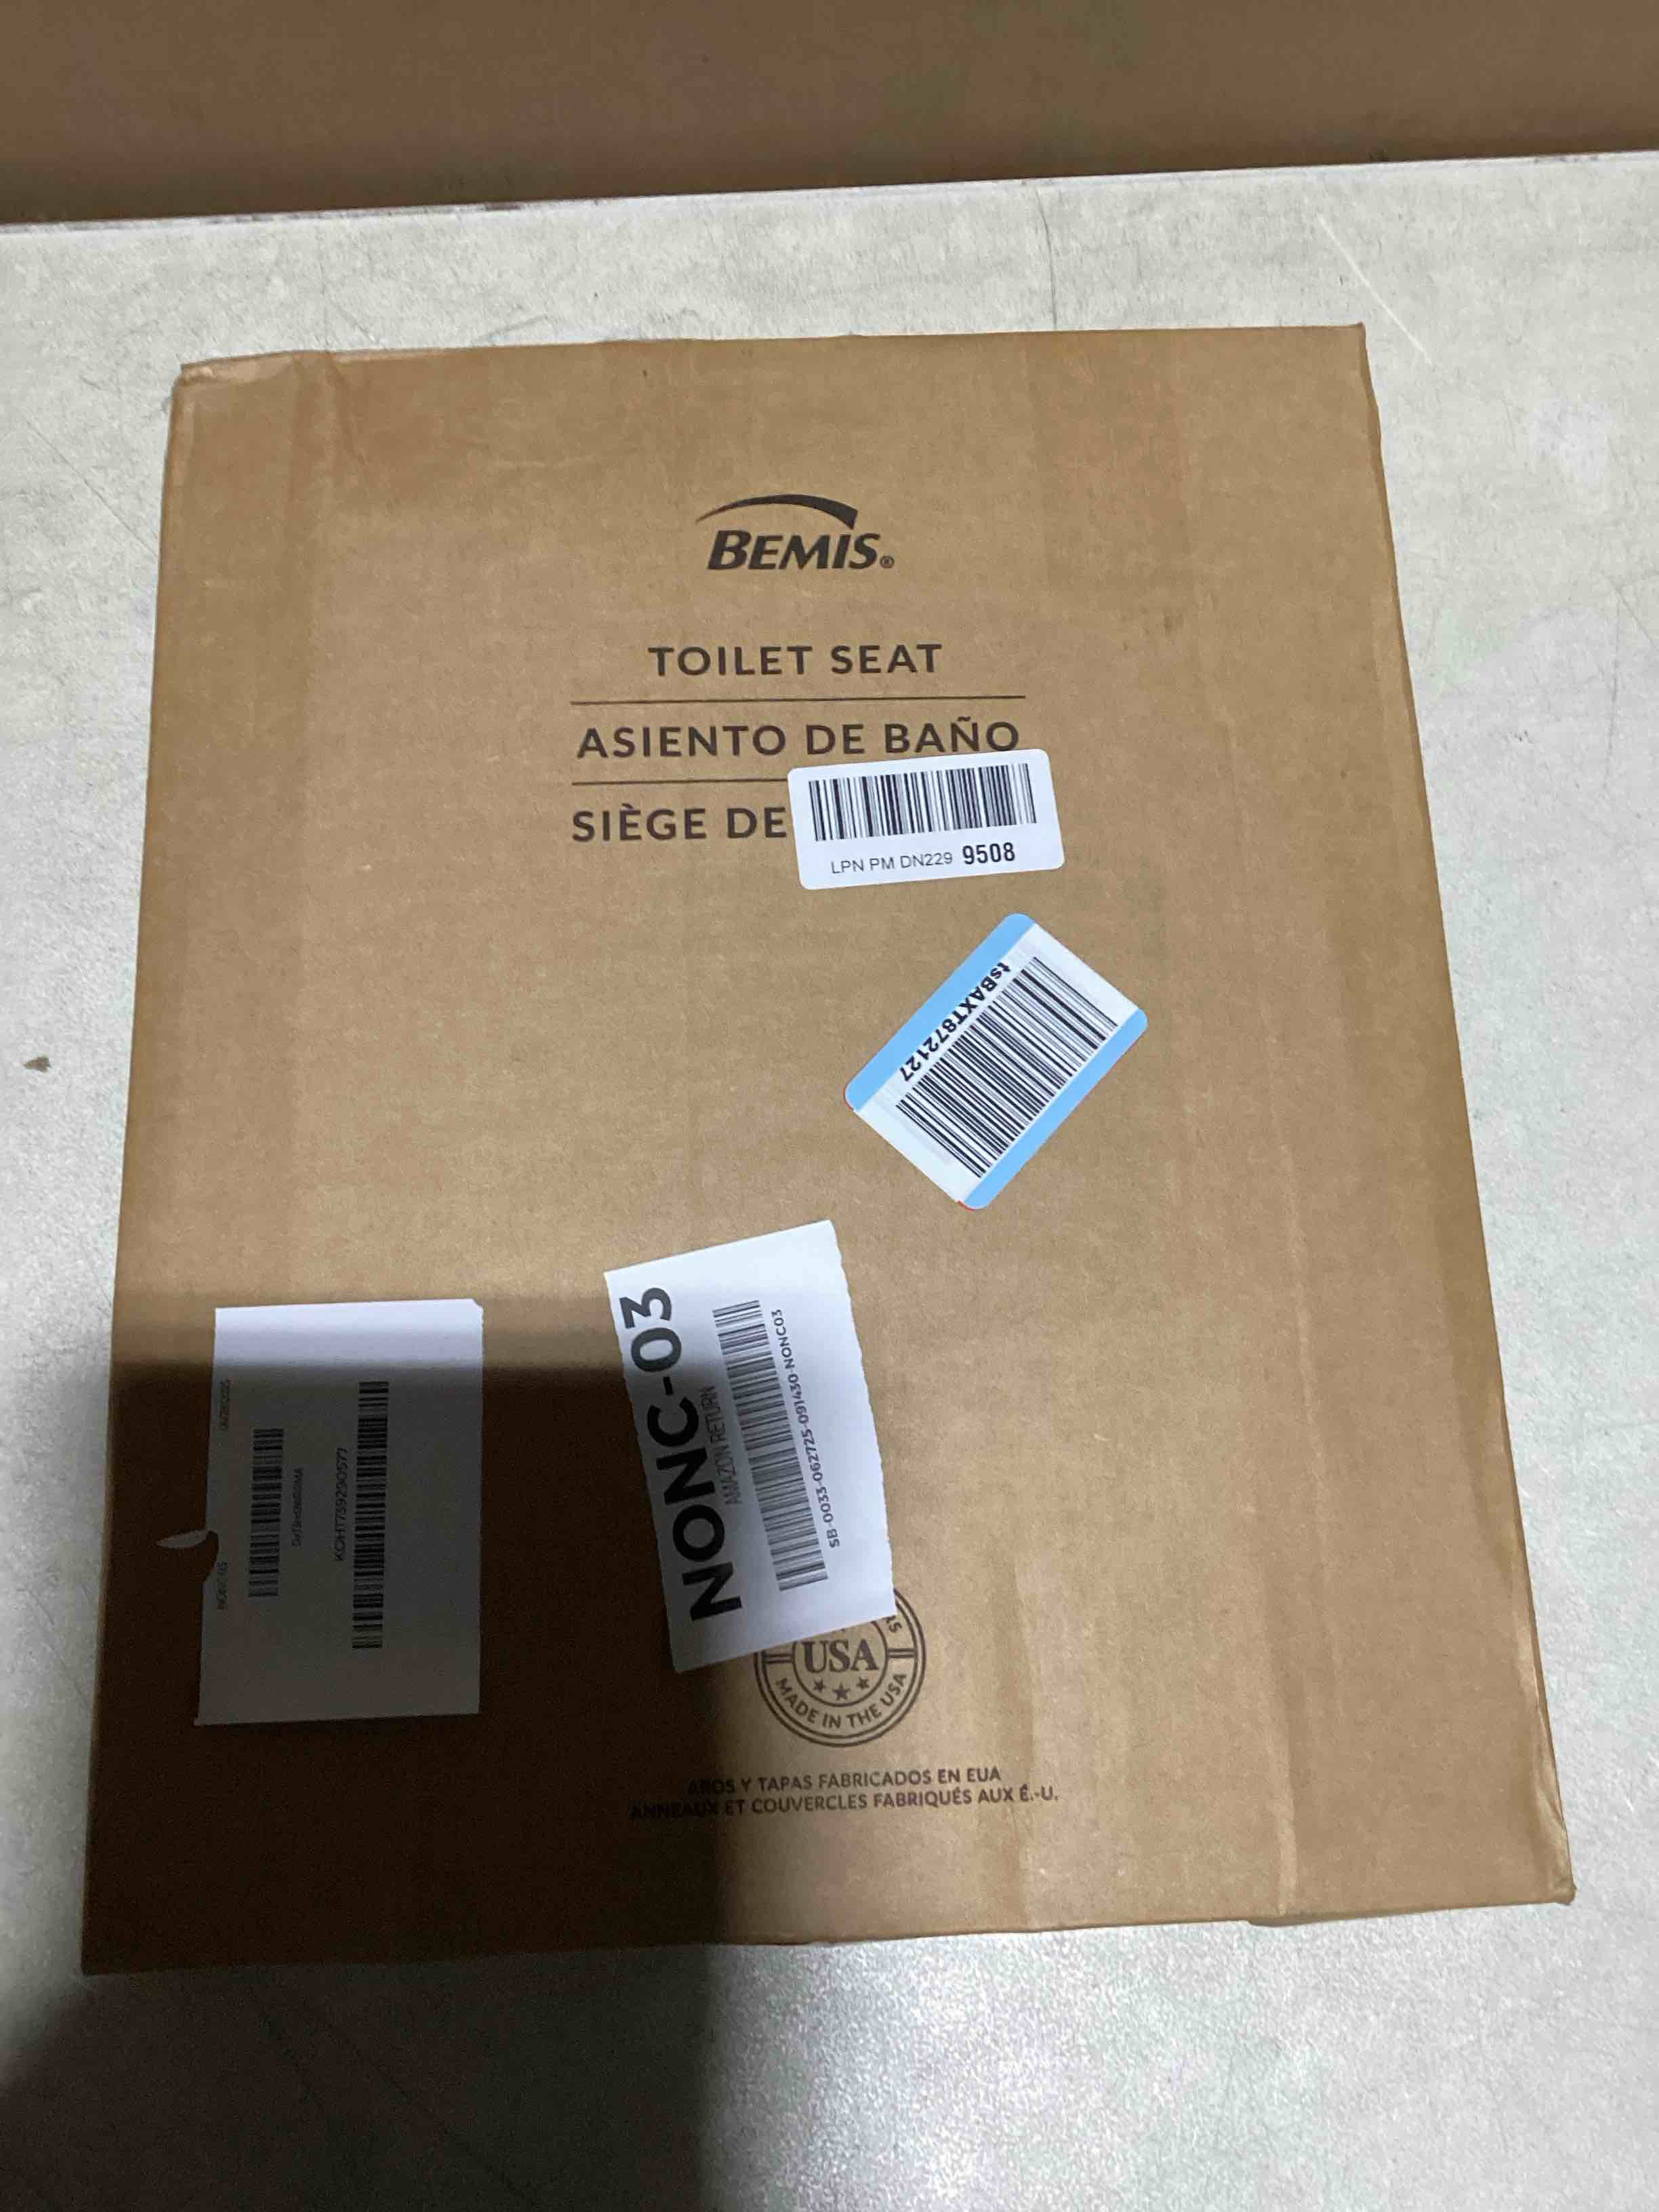 BEMIS®
TOILET SEAT
ASIENTO DE BAÑO
SIÈGE DE
LPN PM DN229 9508
tsBAXT872127
NONC-03
AMAZON RETURN
SB-0033-062725-091430-NONC03
USA
MADE IN THE USA
AROS Y TAPAS FABRICADOS EN EUA
ANNEAUX ET COUVERCLES FABRIQUÉS AUX É.-U.